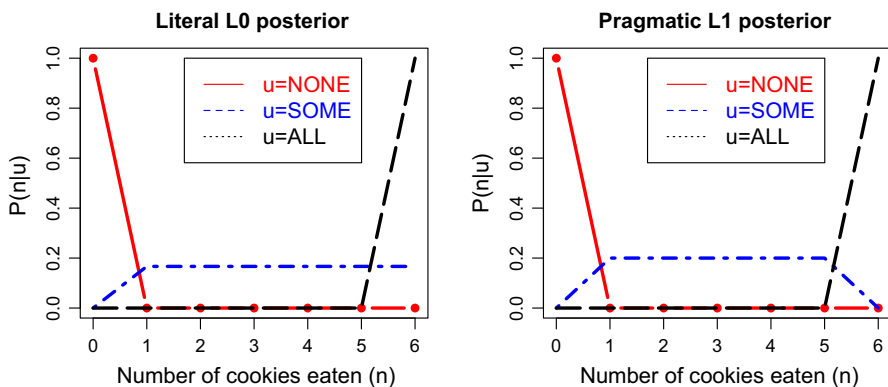 Literal L0 posterior
P(n|u)
1.0
0.8
0.6
0.4
0.2
0.0
u=NONE
u=SOME
u=ALL
0 1 2 3 4 5 6
Number of cookies eaten (n)
Pragmatic L1 posterior
P(n|u)
1.0
0.8
0.6
0.4
0.2
0.0
u=NONE
u=SOME
u=ALL
0 1 2 3 4 5 6
Number of cookies eaten (n)